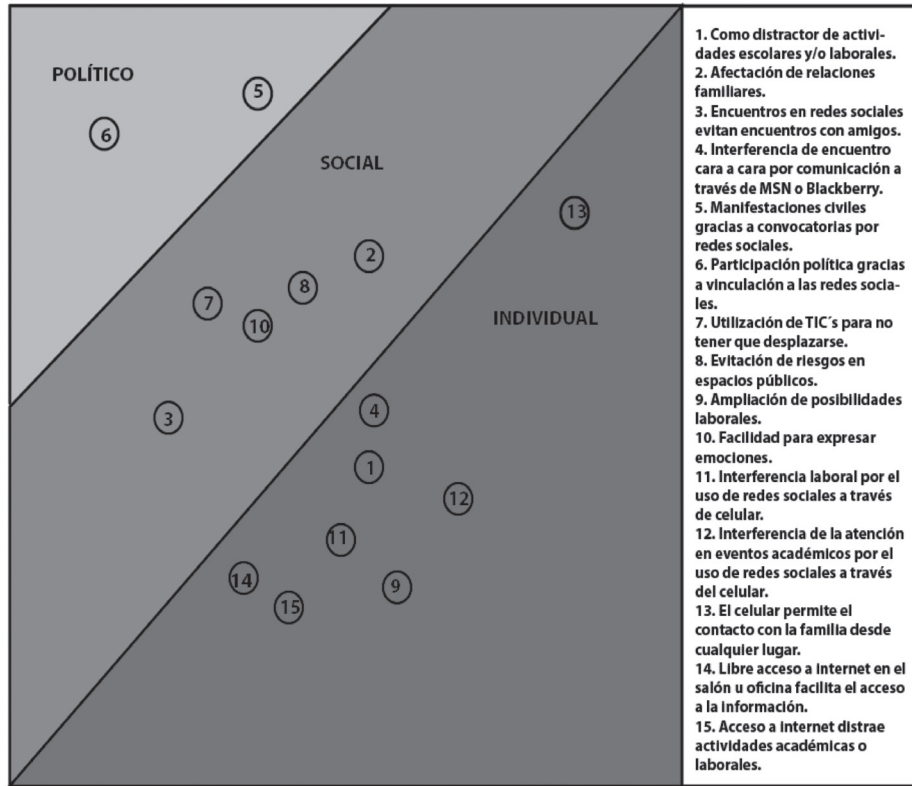 POLÍTICO
5
6
SOCIAL
13
2
8
7
10
INDIVIDUAL
4
3
1
12
11
14
9
15
1. Como distractor de activi-
dades escolares y/o laborales.
2. Afectación de relaciones
familiares.
3. Encuentros en redes sociales
evitan encuentros con amigos.
4. Interferencia de encuentro
cara a cara por comunicación a
través de MSN o Blackberry.
5. Manifestaciones civiles
gracias a convocatorias por
redes sociales.
6. Participación política gracias
a vinculación a las redes socia-
les.
7. Utilización de TIC´s para no
tener que desplazarse.
8. Evitación de riesgos en
espacios públicos.
9. Ampliación de posibilidades
laborales.
10. Facilidad para expresar
emociones.
11. Interferencia laboral por el
uso de redes sociales a través
de celular.
12. Interferencia de la atención
en eventos académicos por el
uso de redes sociales a través
del celular.
13. El celular permite el
contacto con la familia desde
cualquier lugar.
14. Libre acceso a internet en el
salón u oficina facilita el acceso
a la información.
15. Acceso a internet distrae
actividades académicas o
laborales.